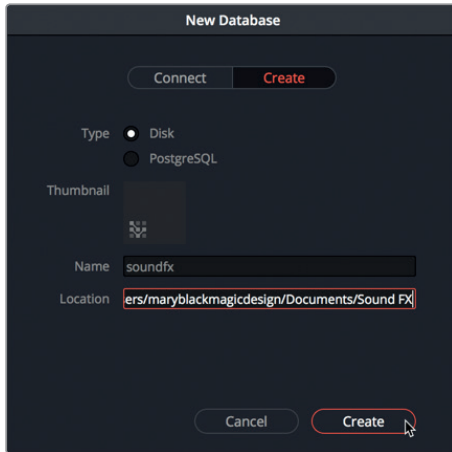 New Database
Connect Create
Type Disk
PostgreSQL
Thumbnail
Name soundfx
Location ers/maryblackmagicdesign/Documents/Sound FX
Cancel Create